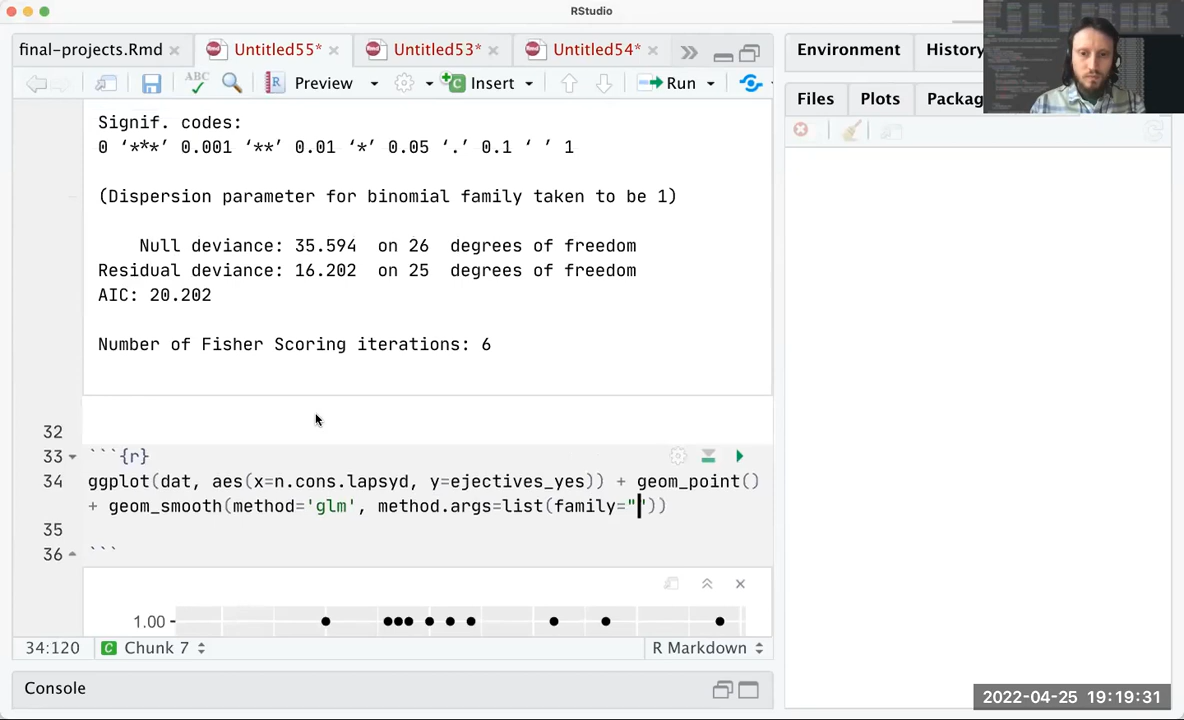 RStudio
final-projects.Rmd Untitled55* Untitled53* Untitled54*
Environment History
ABC Preview Insert Run
Files Plots Packag
Signif. codes:
0 ‘***’ 0.001 ‘**’ 0.01 ‘*’ 0.05 ‘.’ 0.1 ‘ ’ 1
(Dispersion parameter for binomial family taken to be 1)
Null deviance: 35.594 on 26 degrees of freedom
Residual deviance: 16.202 on 25 degrees of freedom
AIC: 20.202
Number of Fisher Scoring iterations: 6
32
33 ```{r}
34 ggplot(dat, aes(x=n.cons.lapsyd, y=ejectives_yes)) + geom_point()
+ geom_smooth(method='glm', method.args=list(family="'))
35
36 ```
1.00
34:120 Chunk 7 R Markdown
Console
2022-04-25 19:19:31